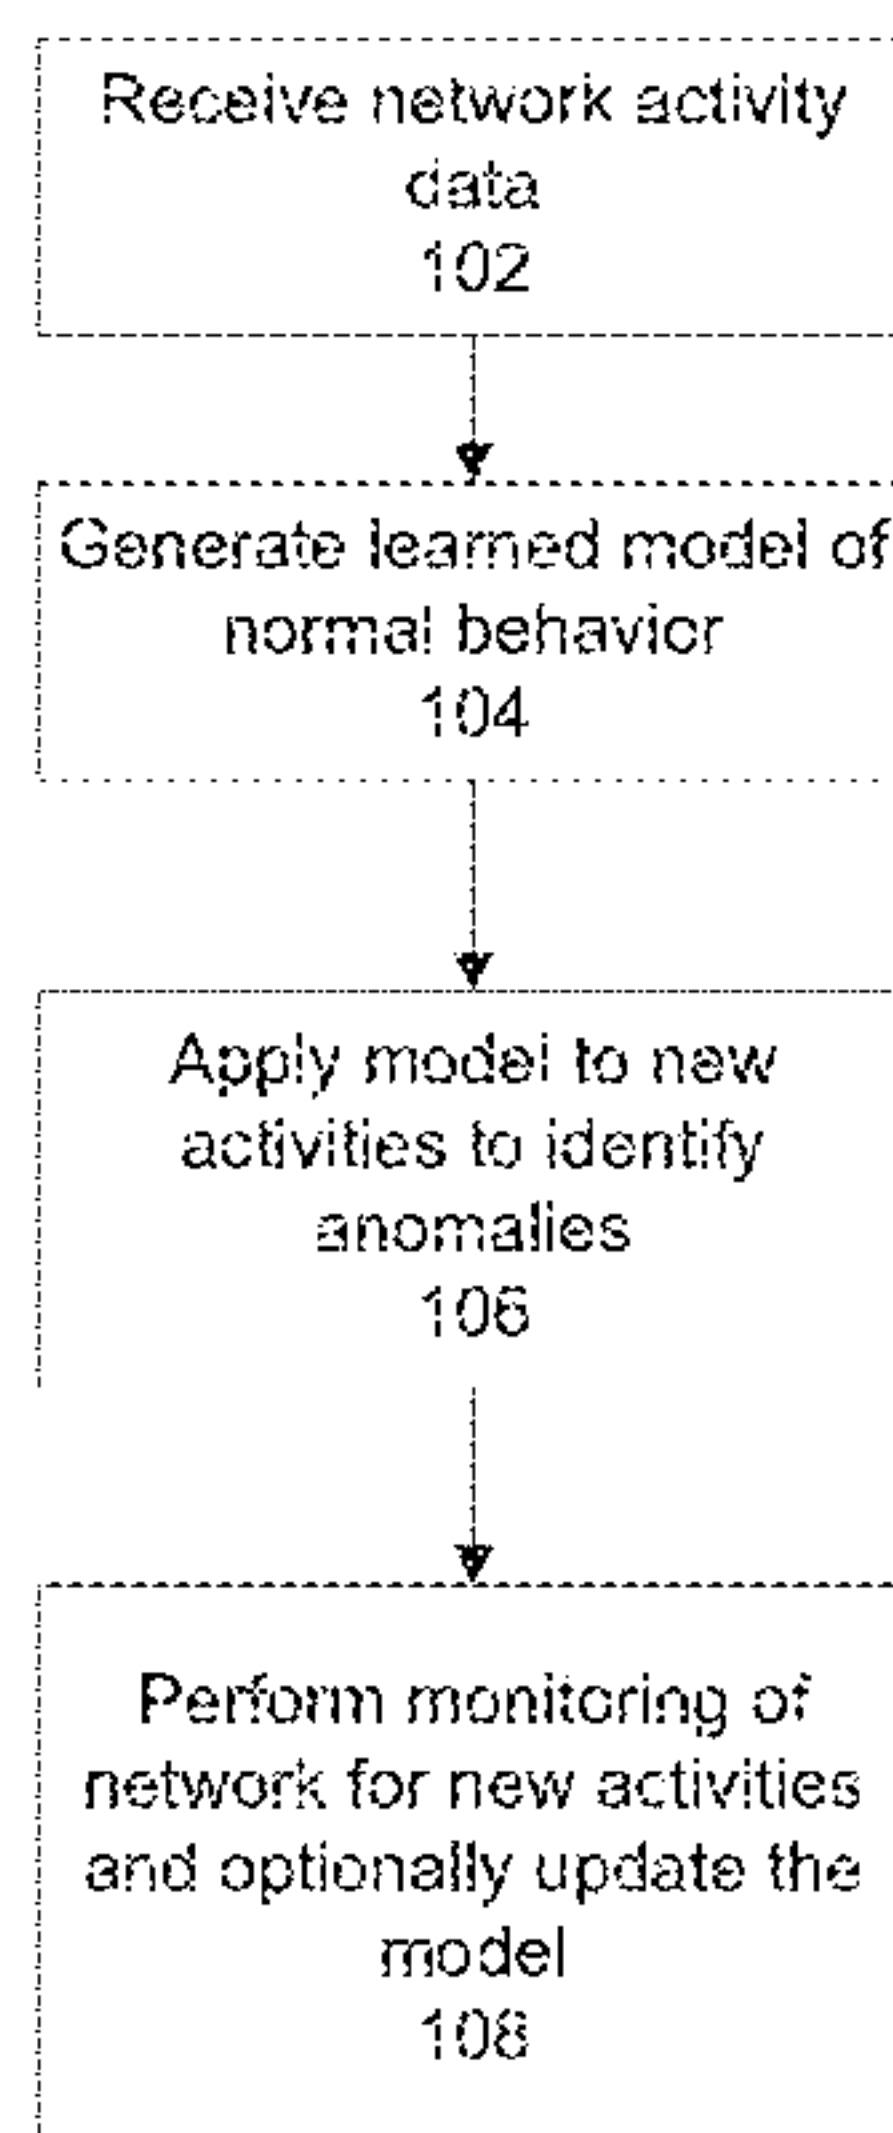 Receive network activity
data
102
Generate learned model of
normal behavior
104
Apply model to new
activities to identify
anomalies
106
Perform monitoring of
network for new activities
and optionally update the
model
108